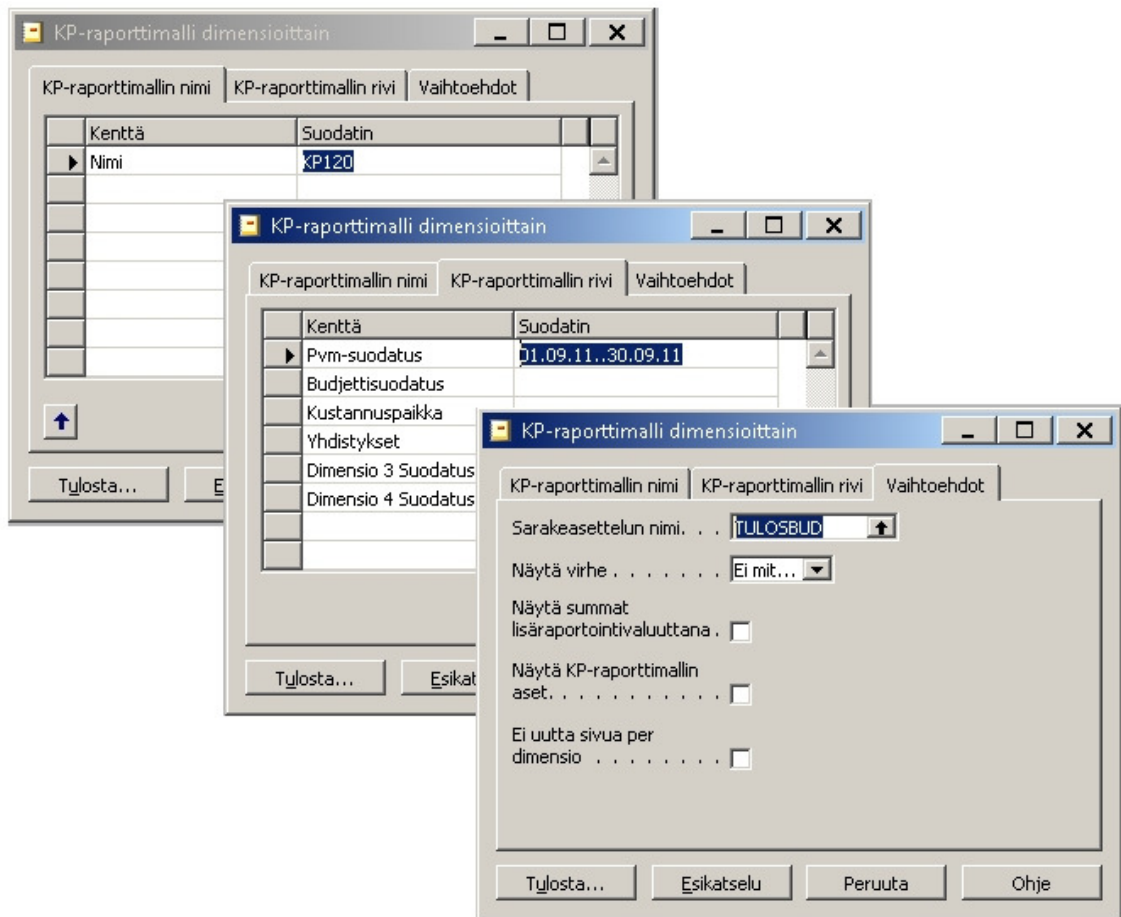 KP-raporttimalli dimensioittain
KP-raporttimallin nimi KP-raporttimallin rivi Vaihtoehdot
Kenttä Suodatin
Nimi KP120
Tulosta... E
KP-raporttimalli dimensioittain
KP-raporttimallin nimi KP-raporttimallin rivi Vaihtoehdot
Kenttä Suodatin
Pvm-suodatus 01.09.11..30.09.11
Budjettisuodatus
Kustannuspaikka
Yhdistykset
Dimensio 3 Suodatus
Dimensio 4 Suodatus
Tulosta... Esikat
KP-raporttimalli dimensioittain
KP-raporttimallin nimi KP-raporttimallin rivi Vaihtoehdot
Sarakeasettelun nimi. . . TULOSBUD
Näytä virhe . . . . . . . Ei mit...
Näytä summat
lisäraportointivaluuttana .
Näytä KP-raporttimallin
aset. . . . . . . . . . . .
Ei uutta sivua per
dimensio . . . . . . . . .
Tulosta... Esikatselu Peruuta Ohje